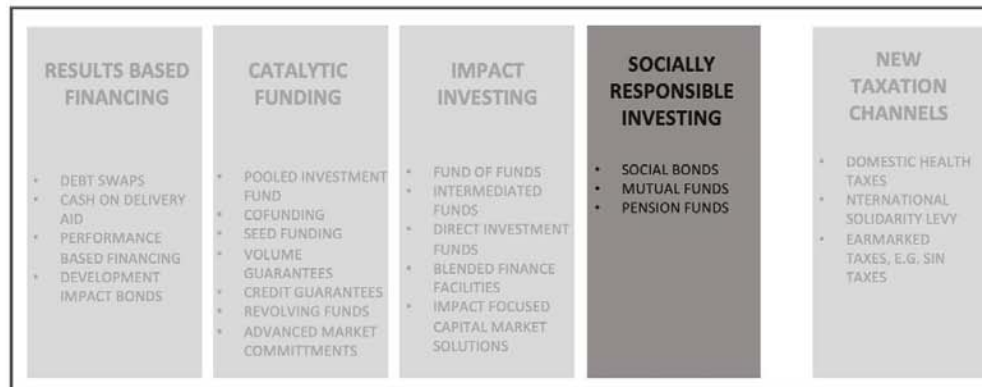 RESULTS BASED
FINANCING
• DEBT SWAPS
• CASH ON DELIVERY
AID
• PERFORMANCE
BASED FINANCING
• DEVELOPMENT
IMPACT BONDS
CATALYTIC
FUNDING
• POOLED INVESTMENT
FUND
• COFUNDING
• SEED FUNDING
• VOLUME
GUARANTEES
• CREDIT GUARANTEES
• REVOLVING FUNDS
• ADVANCED MARKET
COMMITTMENTS
IMPACT
INVESTING
• FUND OF FUNDS
• INTERMEDIATED
FUNDS
• DIRECT INVESTMENT
FUNDS
• BLENDED FINANCE
FACILITIES
• IMPACT FOCUSED
CAPITAL MARKET
SOLUTIONS
SOCIALLY
RESPONSIBLE
INVESTING
• SOCIAL BONDS
• MUTUAL FUNDS
• PENSION FUNDS
NEW
TAXATION
CHANNELS
• DOMESTIC HEALTH
TAXES
• NTERNATIONAL
SOLIDARITY LEVY
• EARMARKED
TAXES, E.G. SIN
TAXES